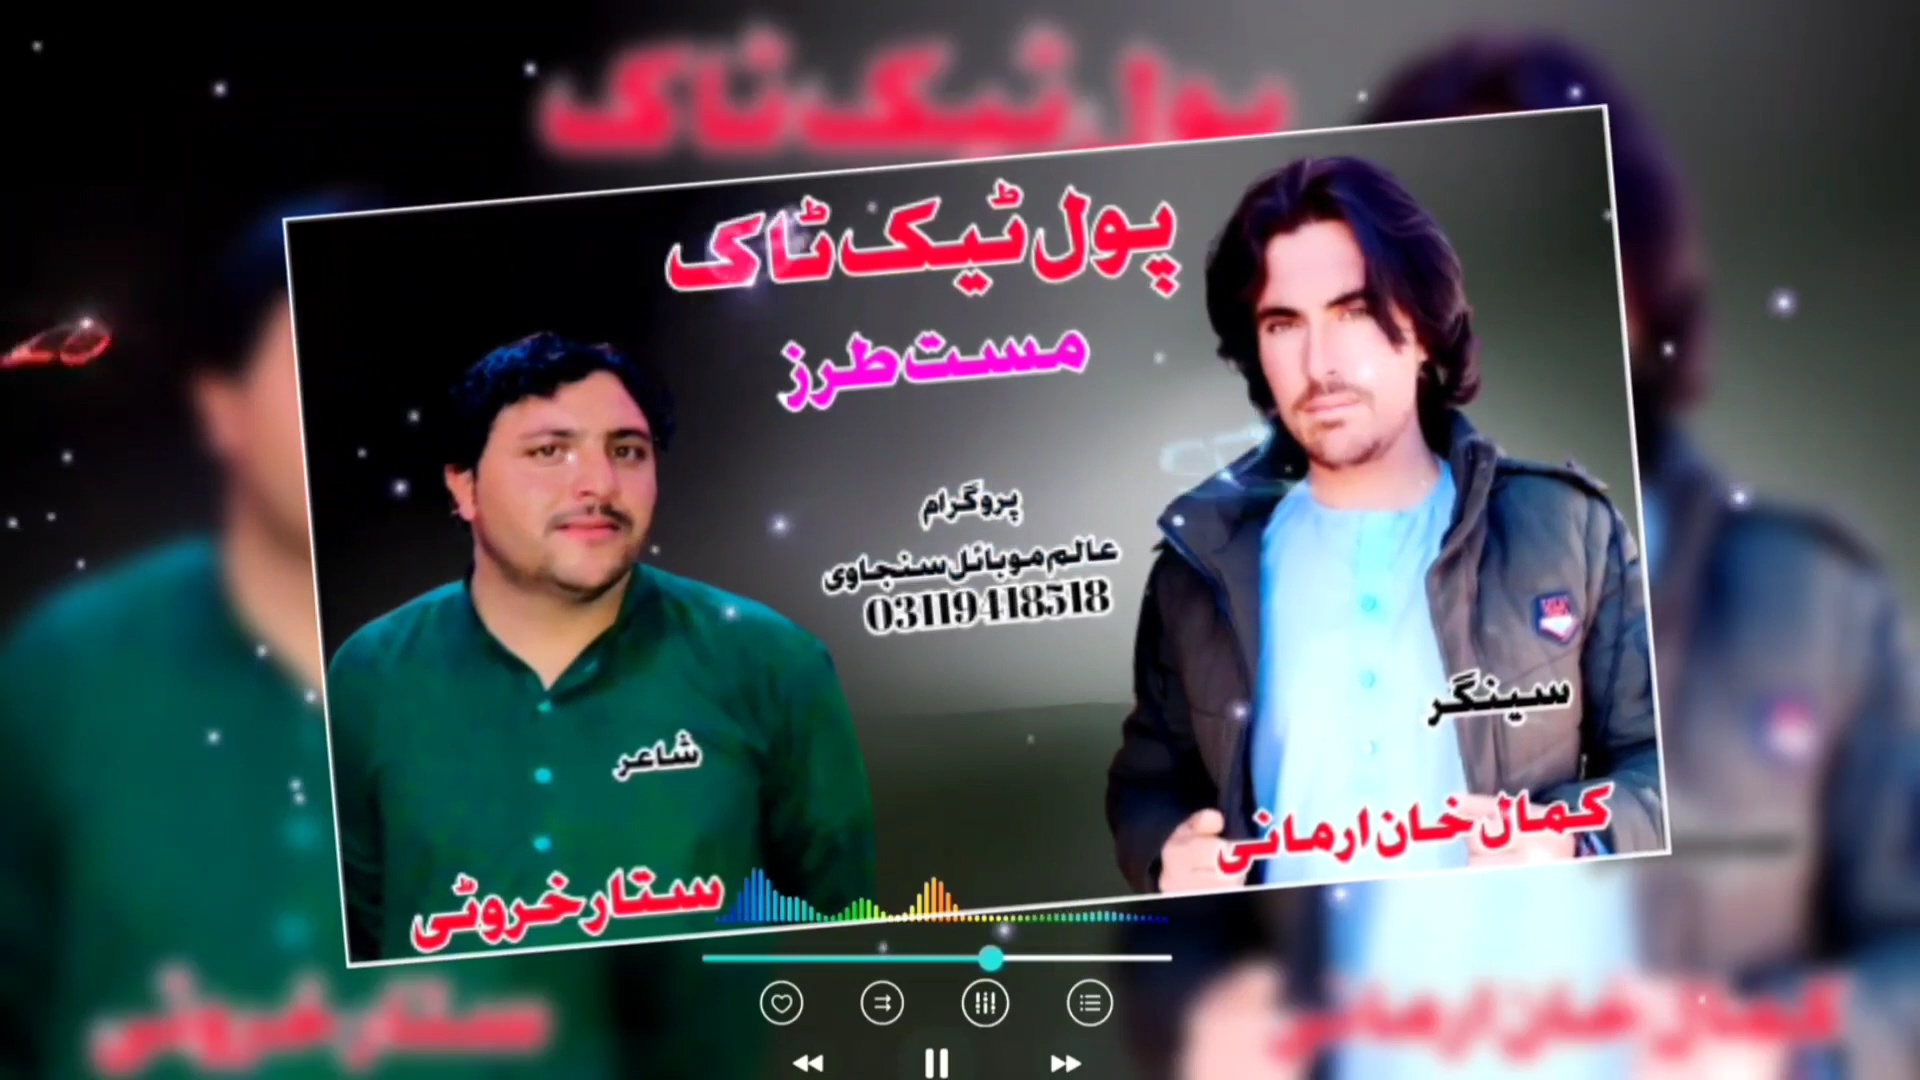 پول ٹیک ٹاک
مست طرز
پروگرام
عالم موبائل سنجاوی
03119418518
شاعر
ستار خروٹی
سینگر
کمال خان ارمانی